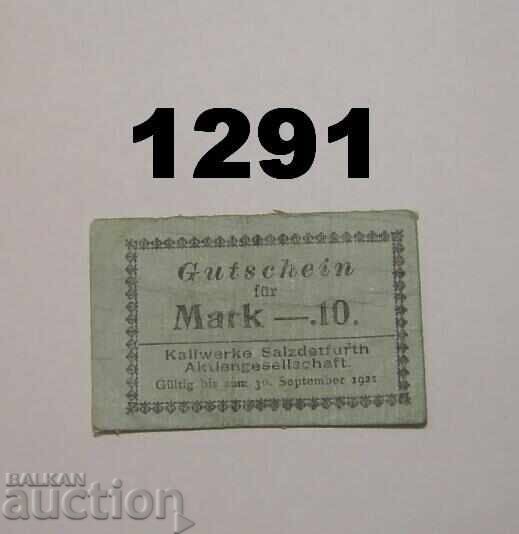 1291
Gutschein
für
Mark —.10.
Kaliwerke Salzdetfurth
Aktiengesellschaft.
Gültig bis zum 30. September 1921
BALKAN
auction